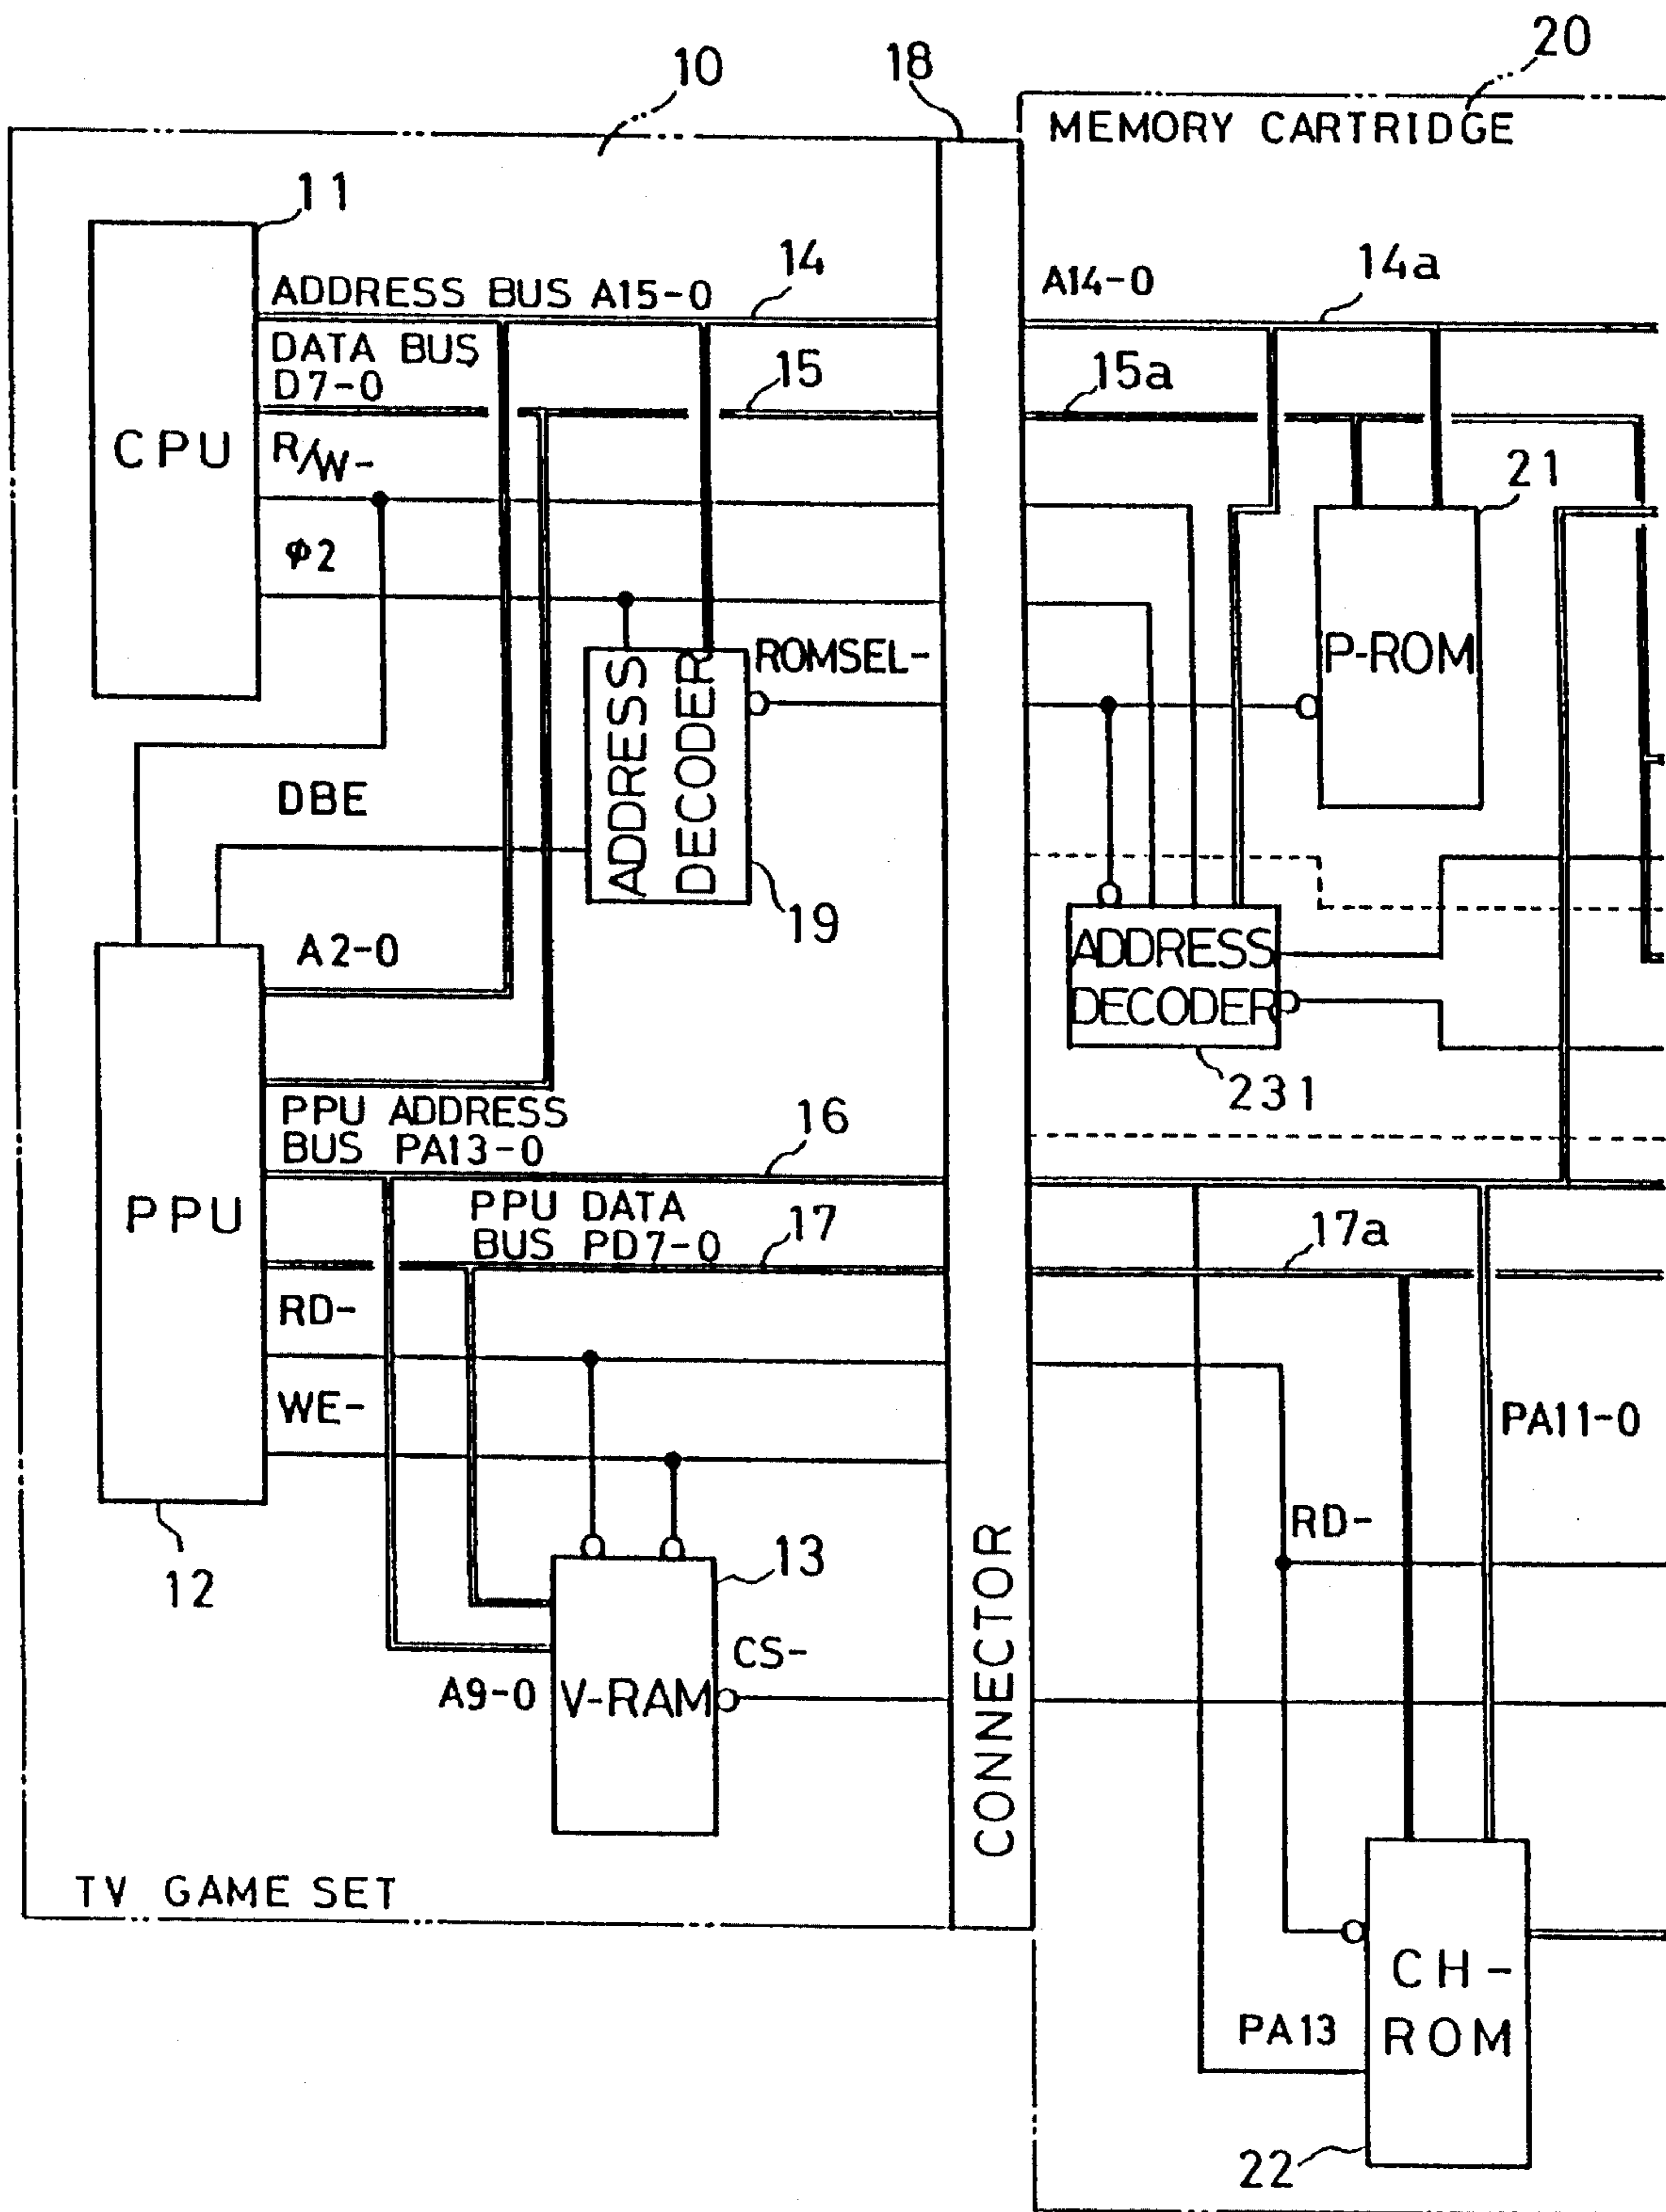 10
18
20
MEMORY CARTRIDGE
11
CPU
ADDRESS BUS A15-0
14
A14-0
14a
DATA BUS
D7-0
15
15a
R/W-
φ2
21
P-ROM
ROMSEL-
ADDRESS
DECODER
19
DBE
A2-0
ADDRESS
DECODER
231
PPU
12
PPU ADDRESS
BUS PA13-0
16
PPU DATA
BUS PD7-0
17
17a
RD-
WE-
PA11-0
RD-
13
CS-
A9-0
V-RAM
CONNECTOR
TV GAME SET
CH-
ROM
PA13
22